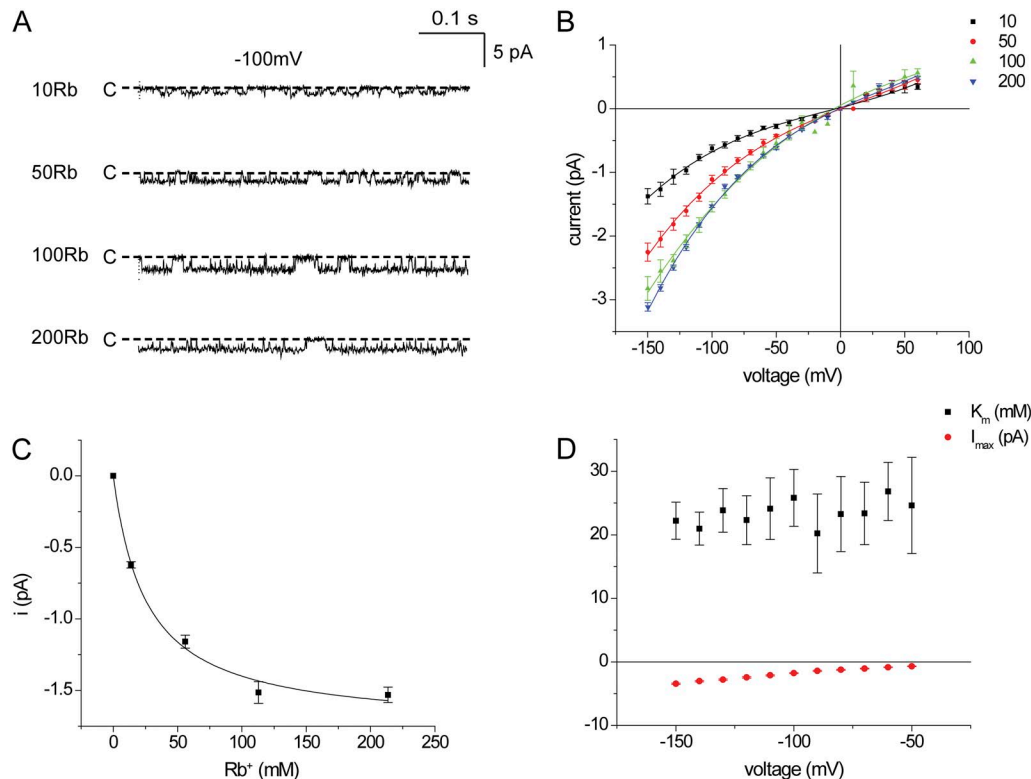 A
0.1 s
5 pA
-100mV
10Rb C
50Rb C
100Rb C
200Rb C
B
10
50
100
200
1
0
-1
-2
-3
current (pA)
-150 -100 -50 0 50 100
voltage (mV)
C
0.0
-0.5
-1.0
-1.5
i (pA)
0 50 100 150 200 250
Rb⁺ (mM)
D
Kₘ (mM)
Iₘₐₓ (pA)
30
20
10
0
-10
-150 -100 -50
voltage (mV)